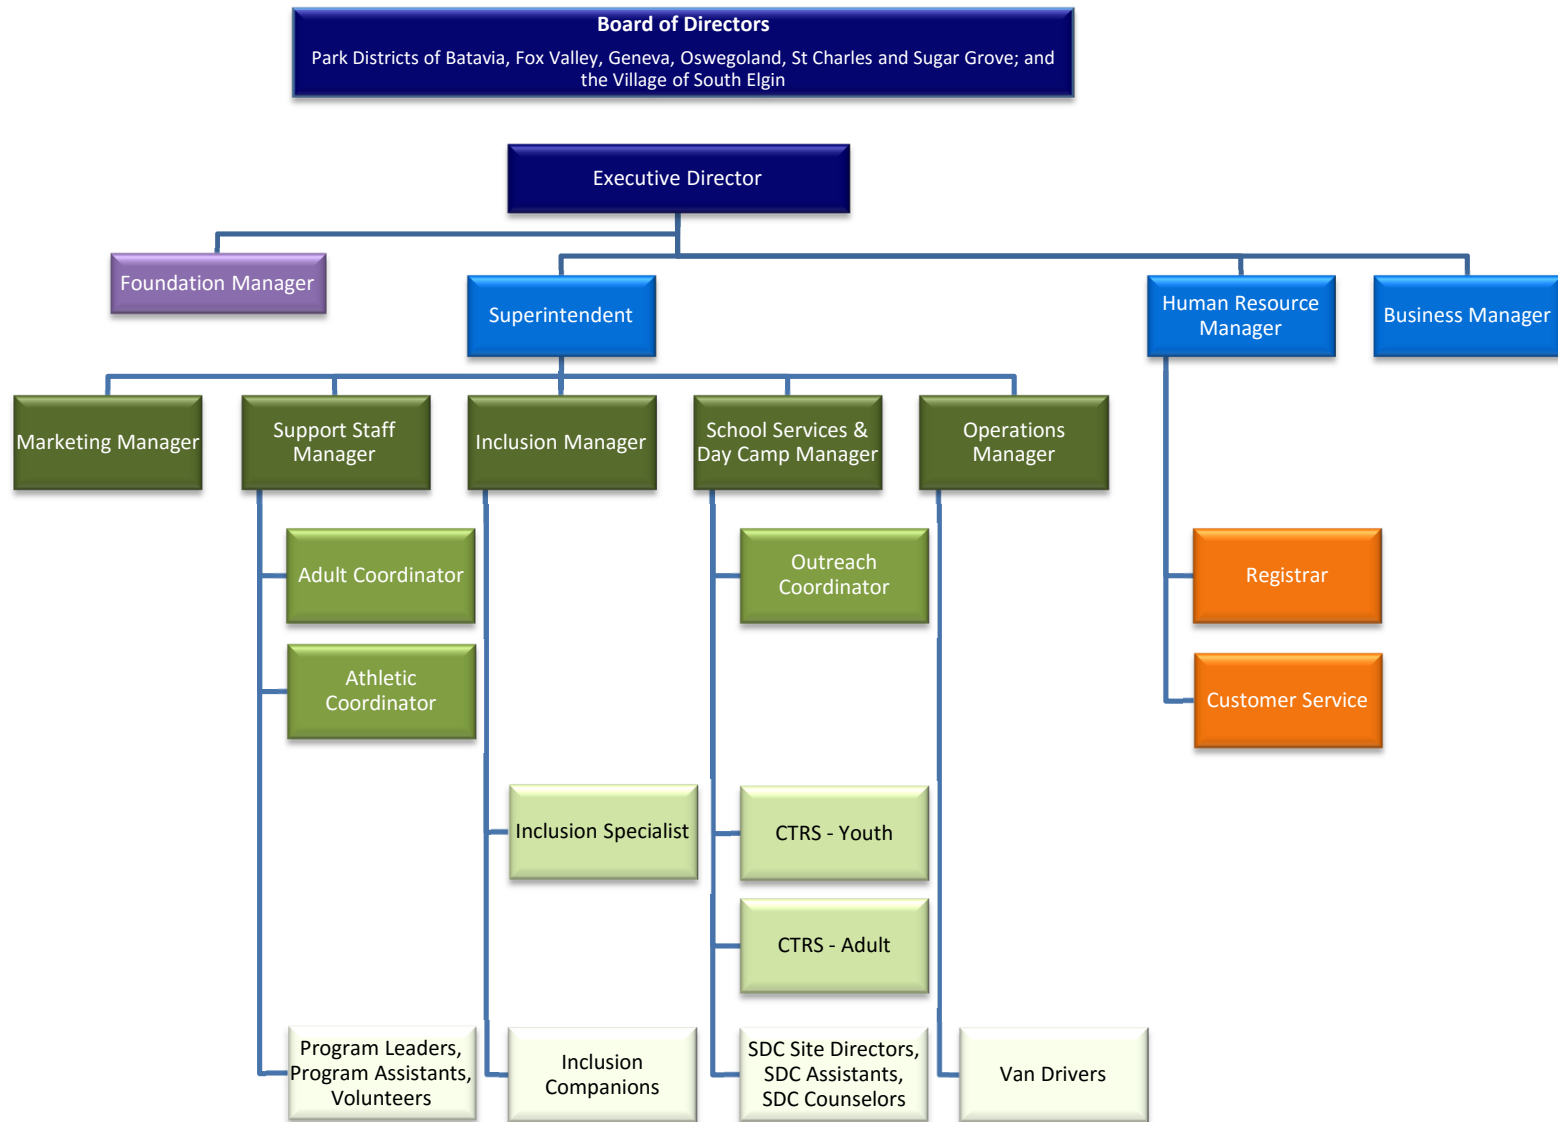 Board of Directors
Park Districts of Batavia, Fox Valley, Geneva, Oswegoland, St Charles and Sugar Grove; and
the Village of South Elgin
Executive Director
Foundation Manager
Superintendent
Human Resource
Manager
Business Manager
Marketing Manager
Support Staff
Manager
Inclusion Manager
School Services &
Day Camp Manager
Operations
Manager
Adult Coordinator
Outreach
Coordinator
Registrar
Athletic
Coordinator
Customer Service
Inclusion Specialist
CTRS - Youth
CTRS - Adult
Program Leaders,
Program Assistants,
Volunteers
Inclusion
Companions
SDC Site Directors,
SDC Assistants,
SDC Counselors
Van Drivers